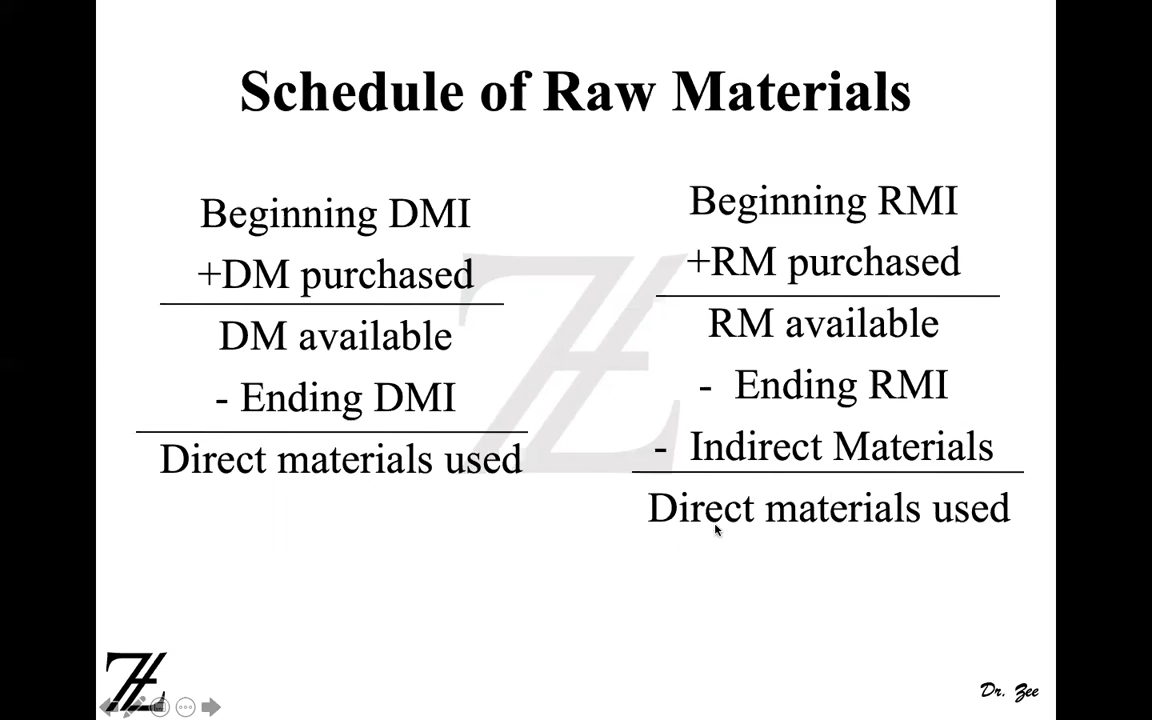 Schedule of Raw Materials
Beginning DMI
+DM purchased
DM available
- Ending DMI
Direct materials used
Beginning RMI
+RM purchased
RM available
- Ending RMI
- Indirect Materials
Direct materials used
Dr. Zee